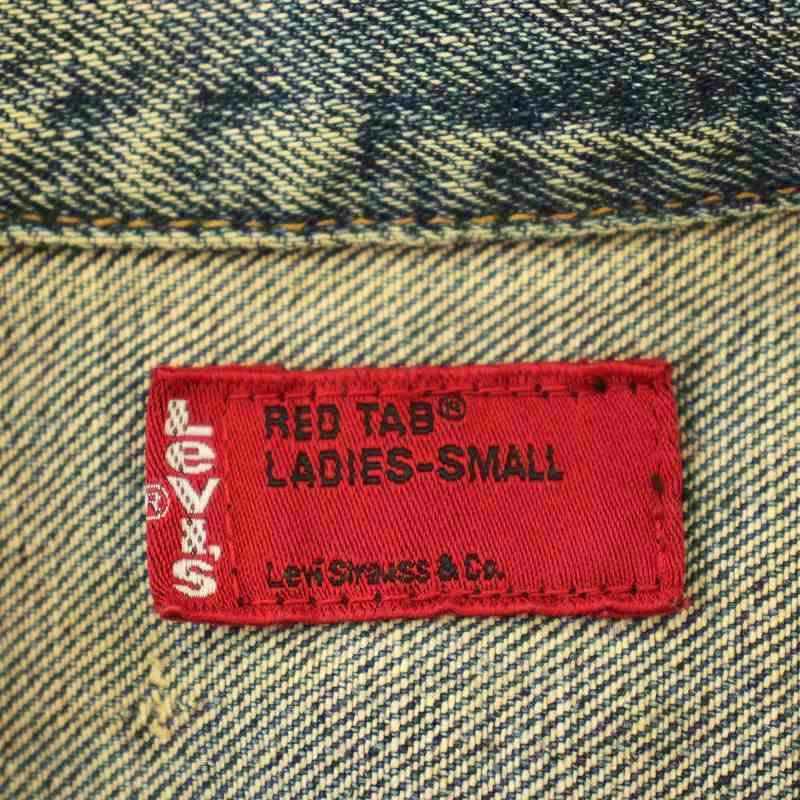 LEVI'S®
RED TAB®
LADIES-SMALL
Levi Strauss & Co.